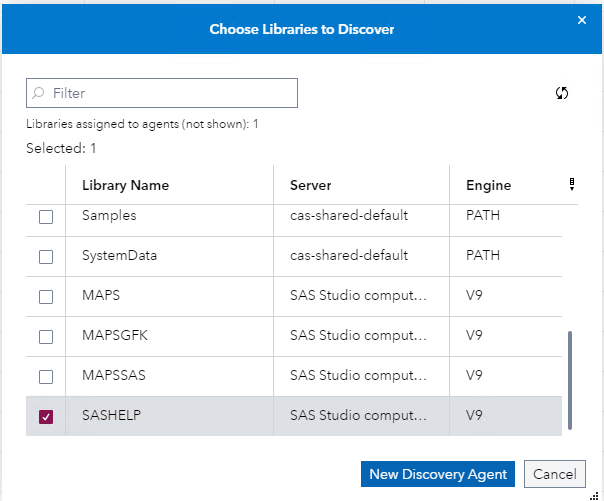 Choose Libraries to Discover
Filter
Libraries assigned to agents (not shown): 1
Selected: 1
Library Name Server Engine
Samples cas-shared-default PATH
SystemData cas-shared-default PATH
MAPS SAS Studio comput... V9
MAPSGFK SAS Studio comput... V9
MAPSSAS SAS Studio comput... V9
SASHELP SAS Studio comput... V9
New Discovery Agent Cancel